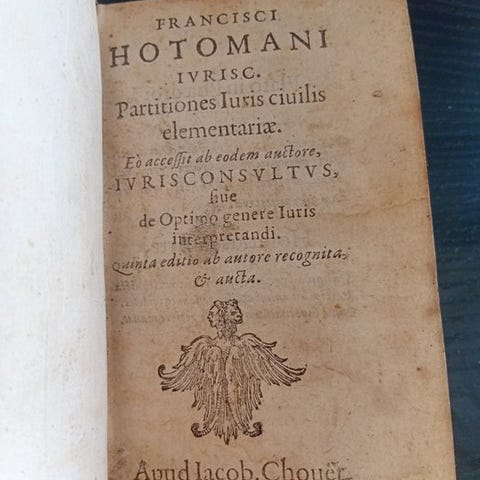 FRANCISCI
HOTOMANI
IVRISC.
Partitiones Iuris ciuilis
elementariæ.
Eò accessit ab eodem auctore,
IVRISCONSVLTVS,
siue
de Optimo genere Iuris
interpretandi.
Quinta editio ab autore recognita,
& aucta.
Apud Iacob. Chouër